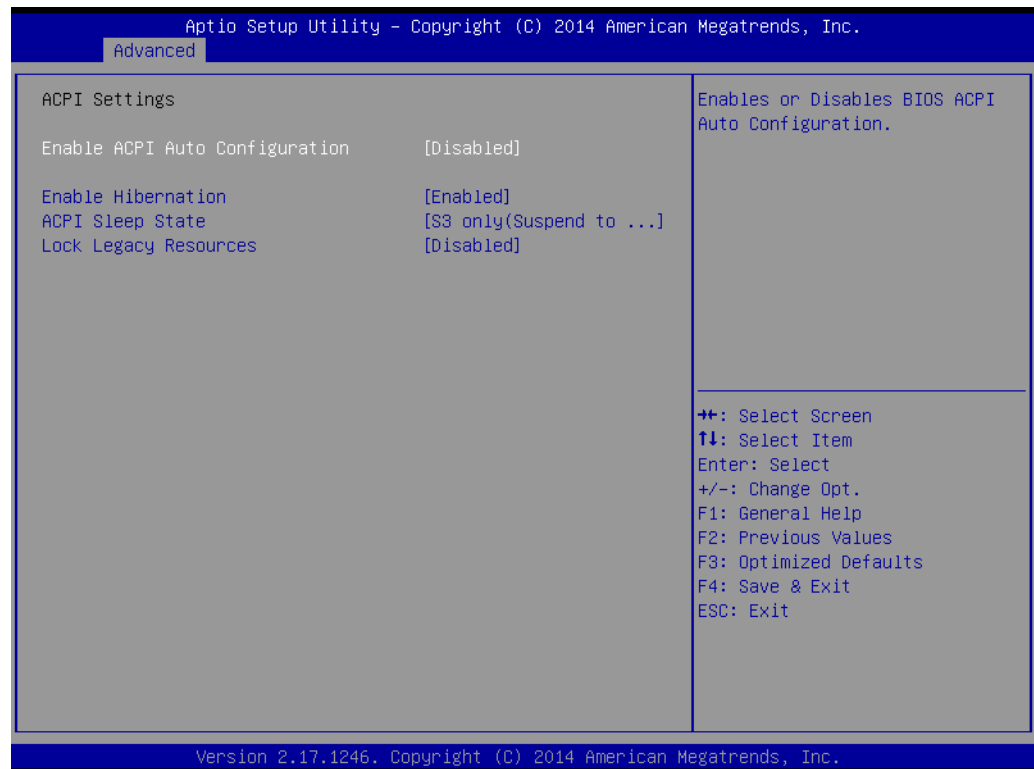 Aptio Setup Utility – Copyright (C) 2014 American Megatrends, Inc.
Advanced
ACPI Settings
Enable ACPI Auto Configuration [Disabled]
Enable Hibernation [Enabled]
ACPI Sleep State [S3 only(Suspend to ...]
Lock Legacy Resources [Disabled]
Enables or Disables BIOS ACPI
Auto Configuration.
→←: Select Screen
↑↓: Select Item
Enter: Select
+/-: Change Opt.
F1: General Help
F2: Previous Values
F3: Optimized Defaults
F4: Save & Exit
ESC: Exit
Version 2.17.1246. Copyright (C) 2014 American Megatrends, Inc.